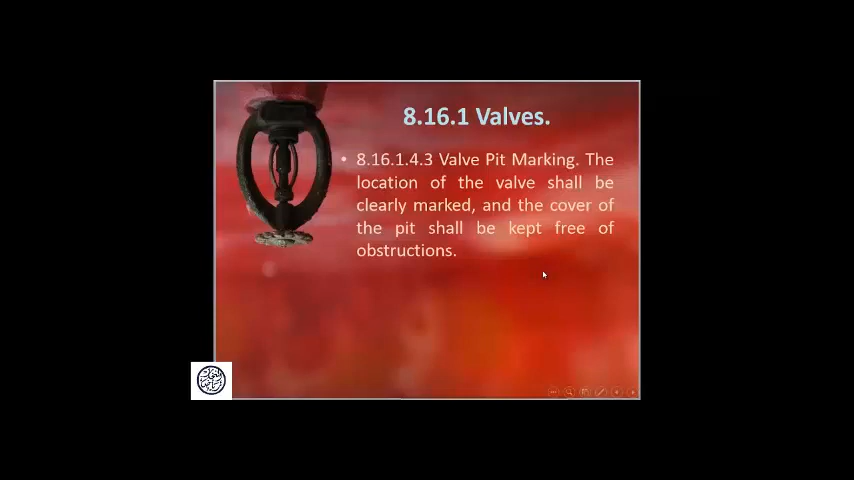 8.16.1 Valves.
• 8.16.1.4.3 Valve Pit Marking. The
location of the valve shall be
clearly marked, and the cover of
the pit shall be kept free of
obstructions.